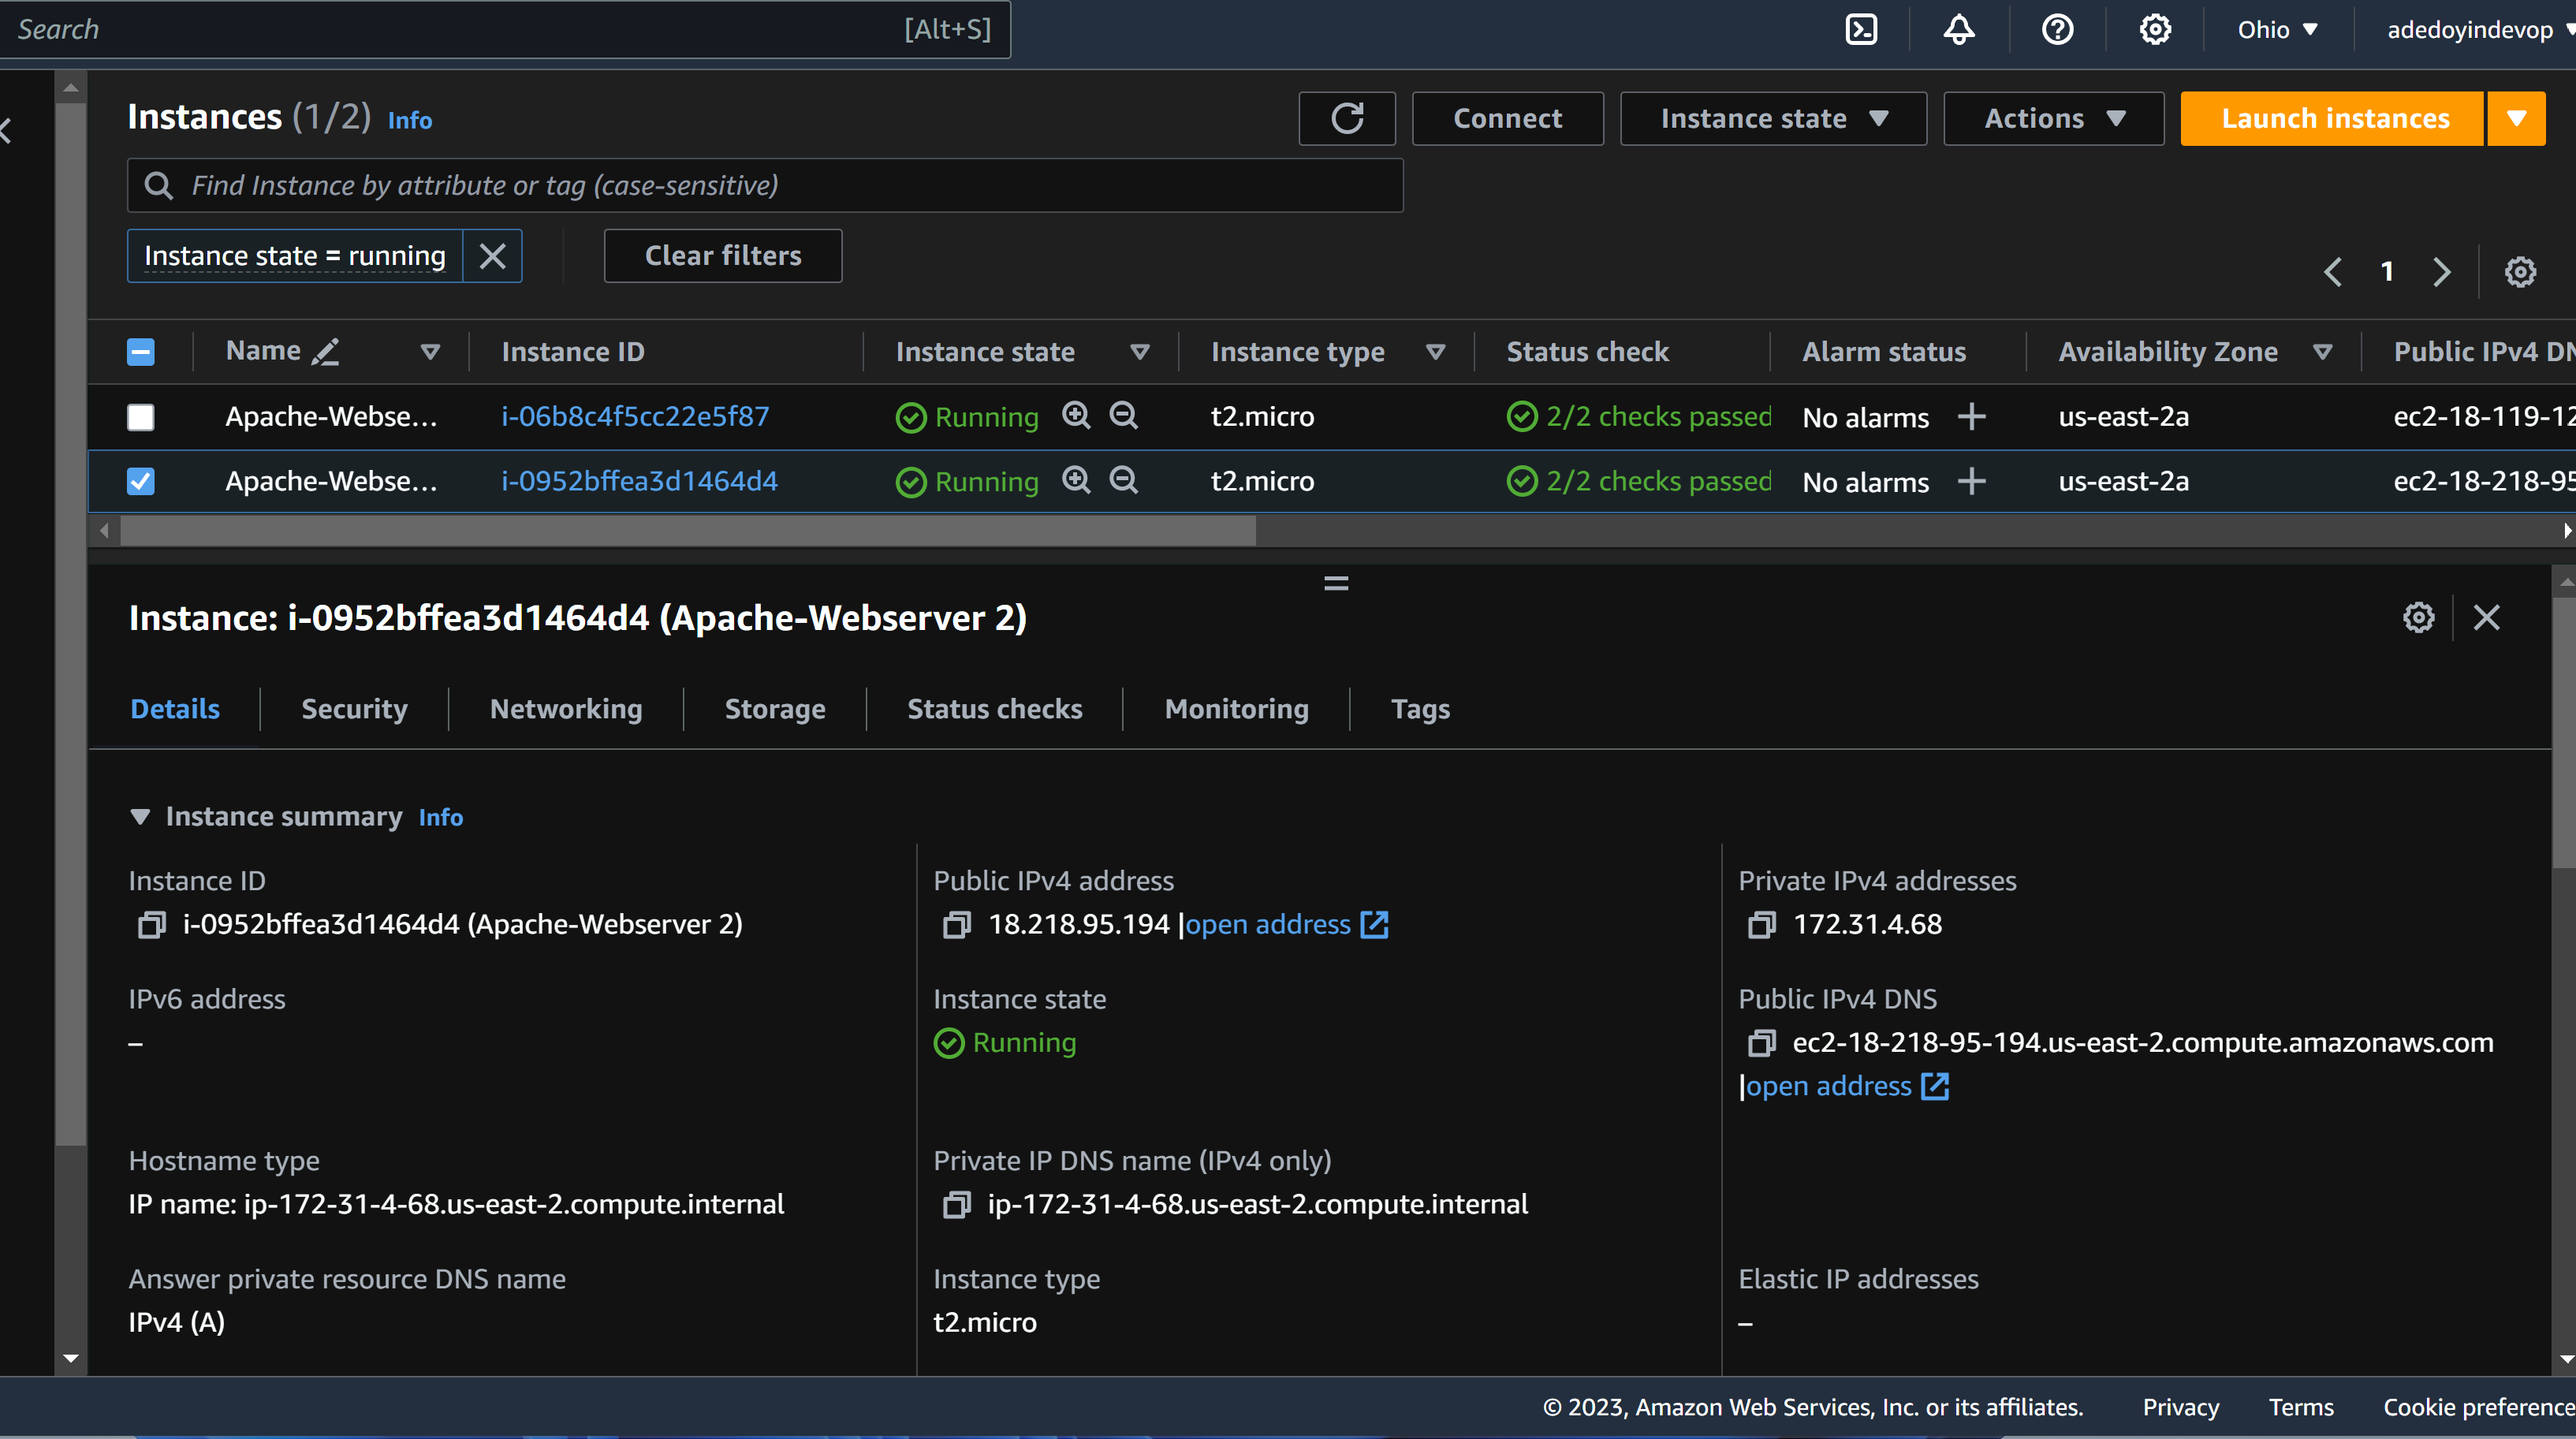 Search [Alt+S] Ohio adedoyindevop
Instances (1/2) Info Connect Instance state Actions Launch instances
Find Instance by attribute or tag (case-sensitive)
Instance state = running Clear filters
1
Name Instance ID Instance state Instance type Status check Alarm status Availability Zone Public IPv4 DN
Apache-Webse... i-06b8c4f5cc22e5f87 Running t2.micro 2/2 checks passed No alarms us-east-2a ec2-18-119-12
Apache-Webse... i-0952bffea3d1464d4 Running t2.micro 2/2 checks passed No alarms us-east-2a ec2-18-218-95
Instance: i-0952bffea3d1464d4 (Apache-Webserver 2)
Details Security Networking Storage Status checks Monitoring Tags
Instance summary Info
Instance ID Public IPv4 address Private IPv4 addresses
i-0952bffea3d1464d4 (Apache-Webserver 2) 18.218.95.194 |open address 172.31.4.68
IPv6 address Instance state Public IPv4 DNS
– Running ec2-18-218-95-194.us-east-2.compute.amazonaws.com
|open address
Hostname type Private IP DNS name (IPv4 only)
IP name: ip-172-31-4-68.us-east-2.compute.internal ip-172-31-4-68.us-east-2.compute.internal
Answer private resource DNS name Instance type Elastic IP addresses
IPv4 (A) t2.micro –
© 2023, Amazon Web Services, Inc. or its affiliates. Privacy Terms Cookie preference